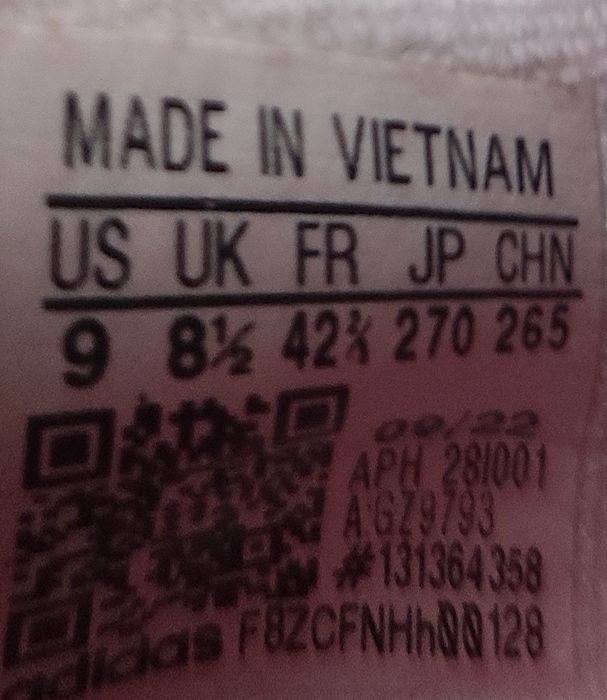 MADE IN VIETNAM
US UK FR JP CHN
9 8½ 42⅔ 270 265
09/22
APH 281001
A:GZ9793
#131364358
adidas F8ZCFNHh00128